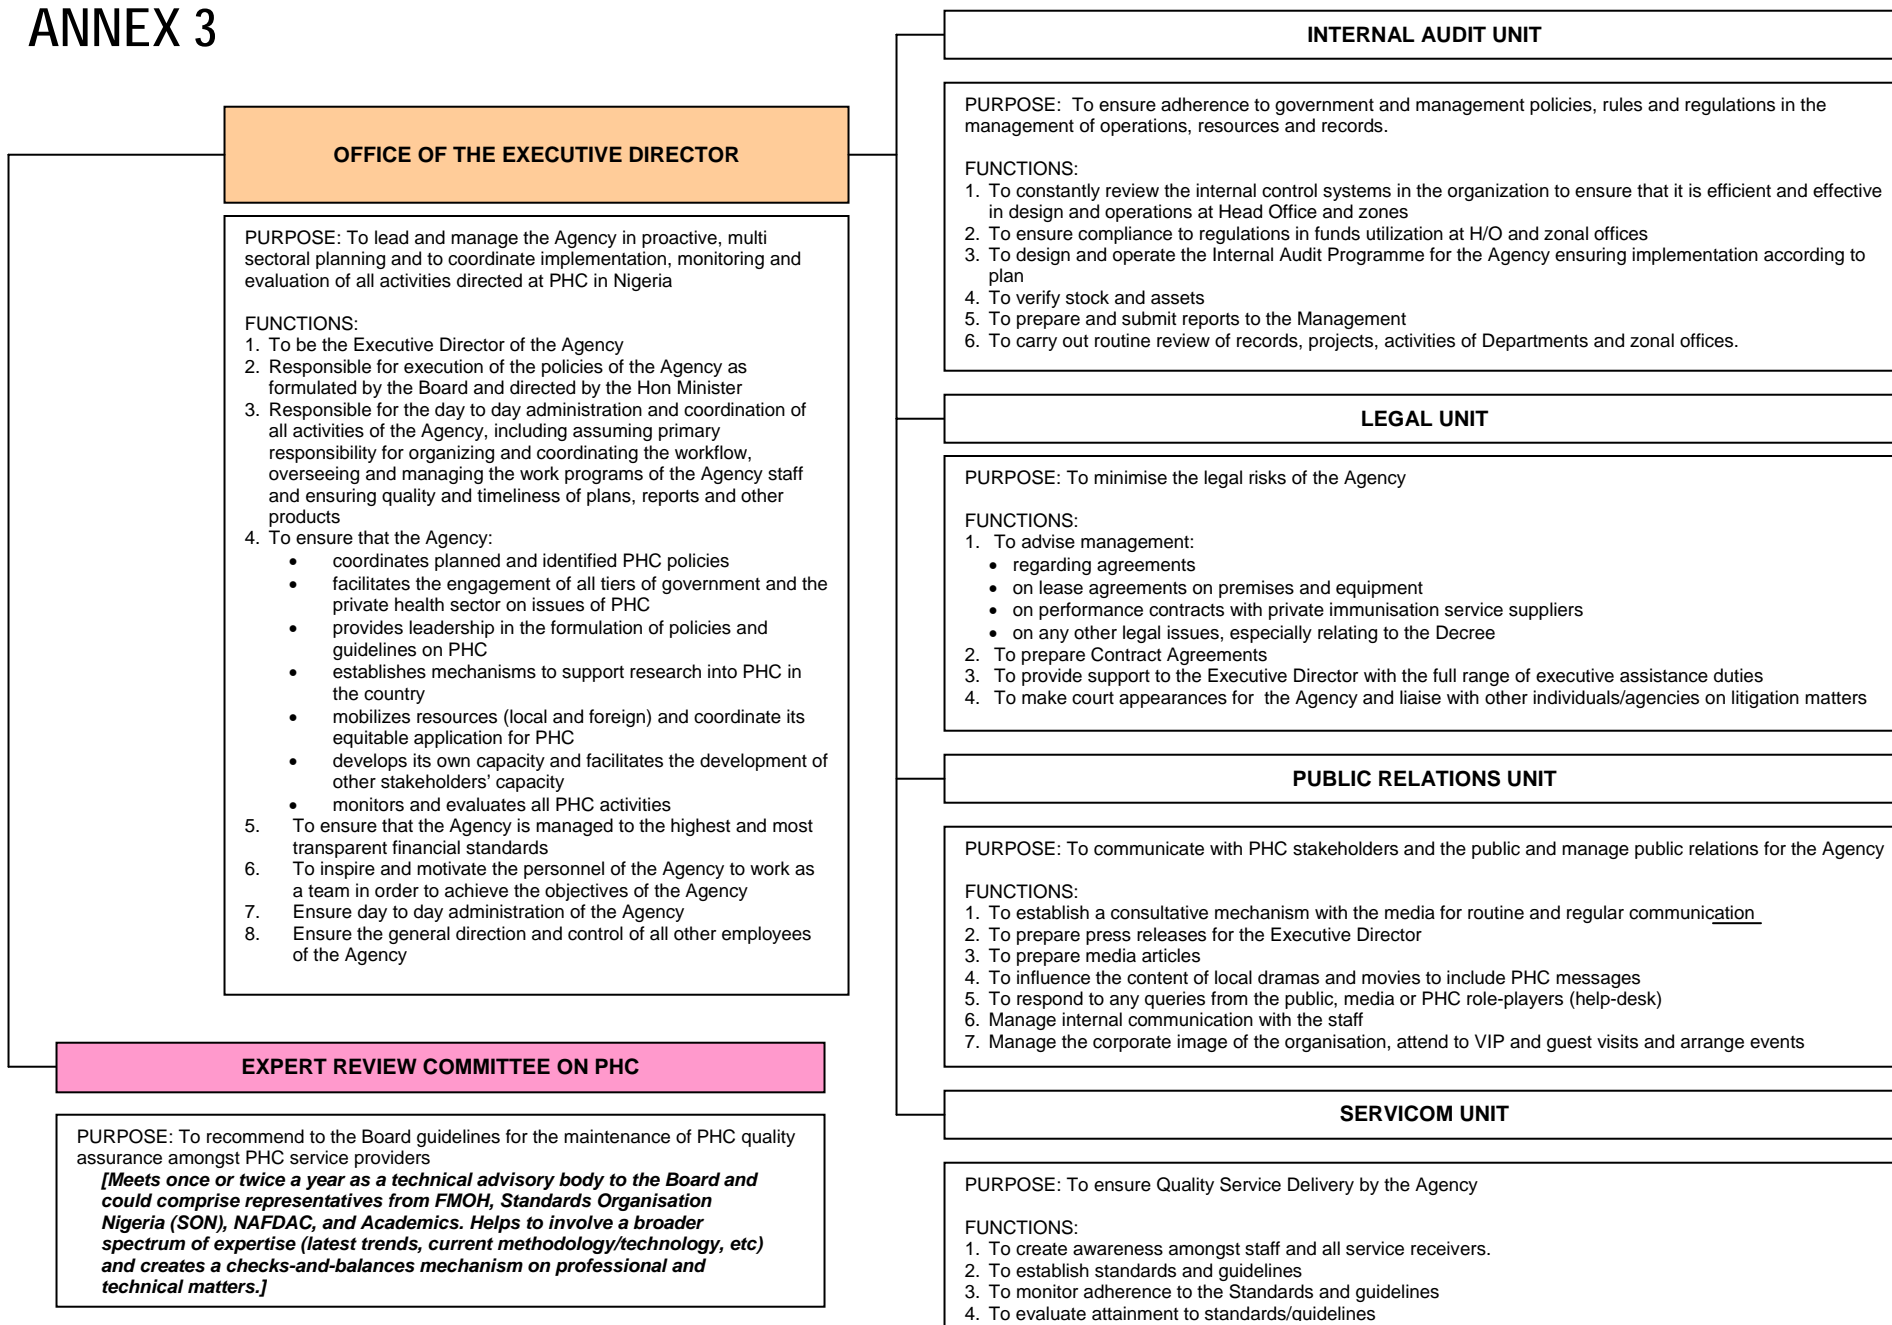 ANNEX 3
OFFICE OF THE EXECUTIVE DIRECTOR
PURPOSE: To lead and manage the Agency in proactive, multi
sectoral planning and to coordinate implementation, monitoring and
evaluation of all activities directed at PHC in Nigeria
FUNCTIONS:
1. To be the Executive Director of the Agency
2. Responsible for execution of the policies of the Agency as
formulated by the Board and directed by the Hon Minister
3. Responsible for the day to day administration and coordination of
all activities of the Agency, including assuming primary
responsibility for organizing and coordinating the workflow,
overseeing and managing the work programs of the Agency staff
and ensuring quality and timeliness of plans, reports and other
products
4. To ensure that the Agency:
• coordinates planned and identified PHC policies
• facilitates the engagement of all tiers of government and the
private health sector on issues of PHC
• provides leadership in the formulation of policies and
guidelines on PHC
• establishes mechanisms to support research into PHC in
the country
• mobilizes resources (local and foreign) and coordinate its
equitable application for PHC
• develops its own capacity and facilitates the development of
other stakeholders' capacity
• monitors and evaluates all PHC activities
5. To ensure that the Agency is managed to the highest and most
transparent financial standards
6. To inspire and motivate the personnel of the Agency to work as
a team in order to achieve the objectives of the Agency
7. Ensure day to day administration of the Agency
8. Ensure the general direction and control of all other employees
of the Agency
EXPERT REVIEW COMMITTEE ON PHC
PURPOSE: To recommend to the Board guidelines for the maintenance of PHC quality
assurance amongst PHC service providers
[Meets once or twice a year as a technical advisory body to the Board and
could comprise representatives from FMOH, Standards Organisation
Nigeria (SON), NAFDAC, and Academics. Helps to involve a broader
spectrum of expertise (latest trends, current methodology/technology, etc)
and creates a checks-and-balances mechanism on professional and
technical matters.]
INTERNAL AUDIT UNIT
PURPOSE: To ensure adherence to government and management policies, rules and regulations in the
management of operations, resources and records.
FUNCTIONS:
1. To constantly review the internal control systems in the organization to ensure that it is efficient and effective
in design and operations at Head Office and zones
2. To ensure compliance to regulations in funds utilization at H/O and zonal offices
3. To design and operate the Internal Audit Programme for the Agency ensuring implementation according to
plan
4. To verify stock and assets
5. To prepare and submit reports to the Management
6. To carry out routine review of records, projects, activities of Departments and zonal offices.
LEGAL UNIT
PURPOSE: To minimise the legal risks of the Agency
FUNCTIONS:
1. To advise management:
• regarding agreements
• on lease agreements on premises and equipment
• on performance contracts with private immunisation service suppliers
• on any other legal issues, especially relating to the Decree
2. To prepare Contract Agreements
3. To provide support to the Executive Director with the full range of executive assistance duties
4. To make court appearances for the Agency and liaise with other individuals/agencies on litigation matters
PUBLIC RELATIONS UNIT
PURPOSE: To communicate with PHC stakeholders and the public and manage public relations for the Agency
FUNCTIONS:
1. To establish a consultative mechanism with the media for routine and regular communication
2. To prepare press releases for the Executive Director
3. To prepare media articles
4. To influence the content of local dramas and movies to include PHC messages
5. To respond to any queries from the public, media or PHC role-players (help-desk)
6. Manage internal communication with the staff
7. Manage the corporate image of the organisation, attend to VIP and guest visits and arrange events
SERVICOM UNIT
PURPOSE: To ensure Quality Service Delivery by the Agency
FUNCTIONS:
1. To create awareness amongst staff and all service receivers.
2. To establish standards and guidelines
3. To monitor adherence to the Standards and guidelines
4. To evaluate attainment to standards/guidelines